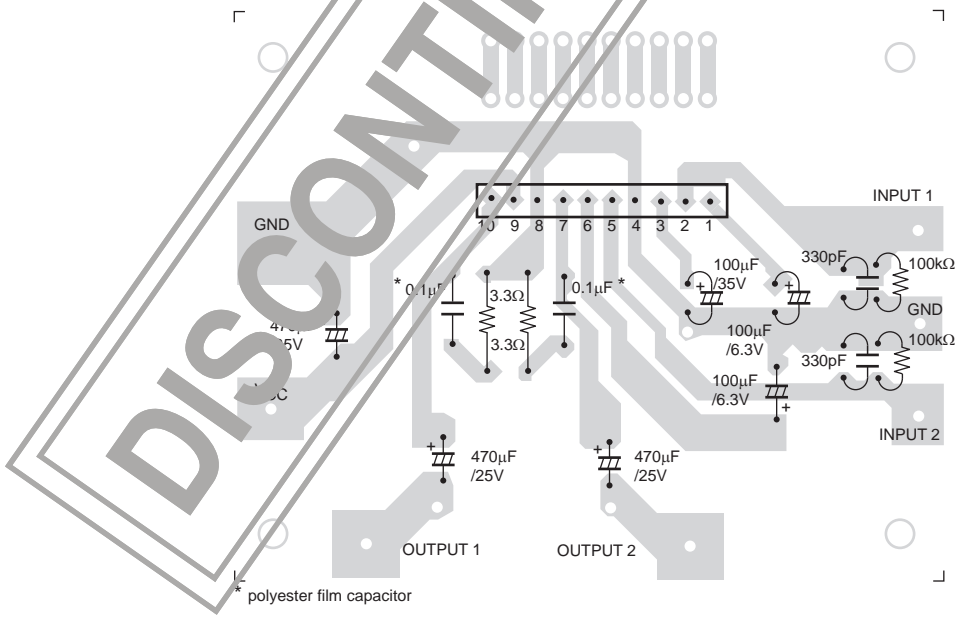 DISCONTIN
INPUT 1
GND
10 9 8 7 6 5 4 3 2 1
330pF
100kΩ
100μF
/35V
* 0.1μF
3.3Ω
0.1μF *
GND
3.3Ω
100μF
/6.3V
100kΩ
330pF
100μF
/6.3V
+
INPUT 2
+
470μF
/25V
+
470μF
/25V
OUTPUT 1
OUTPUT 2
* polyester film capacitor